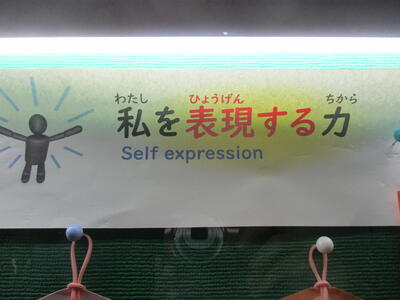 わたし ひょうげん ちから
私を表現する力
Self expression